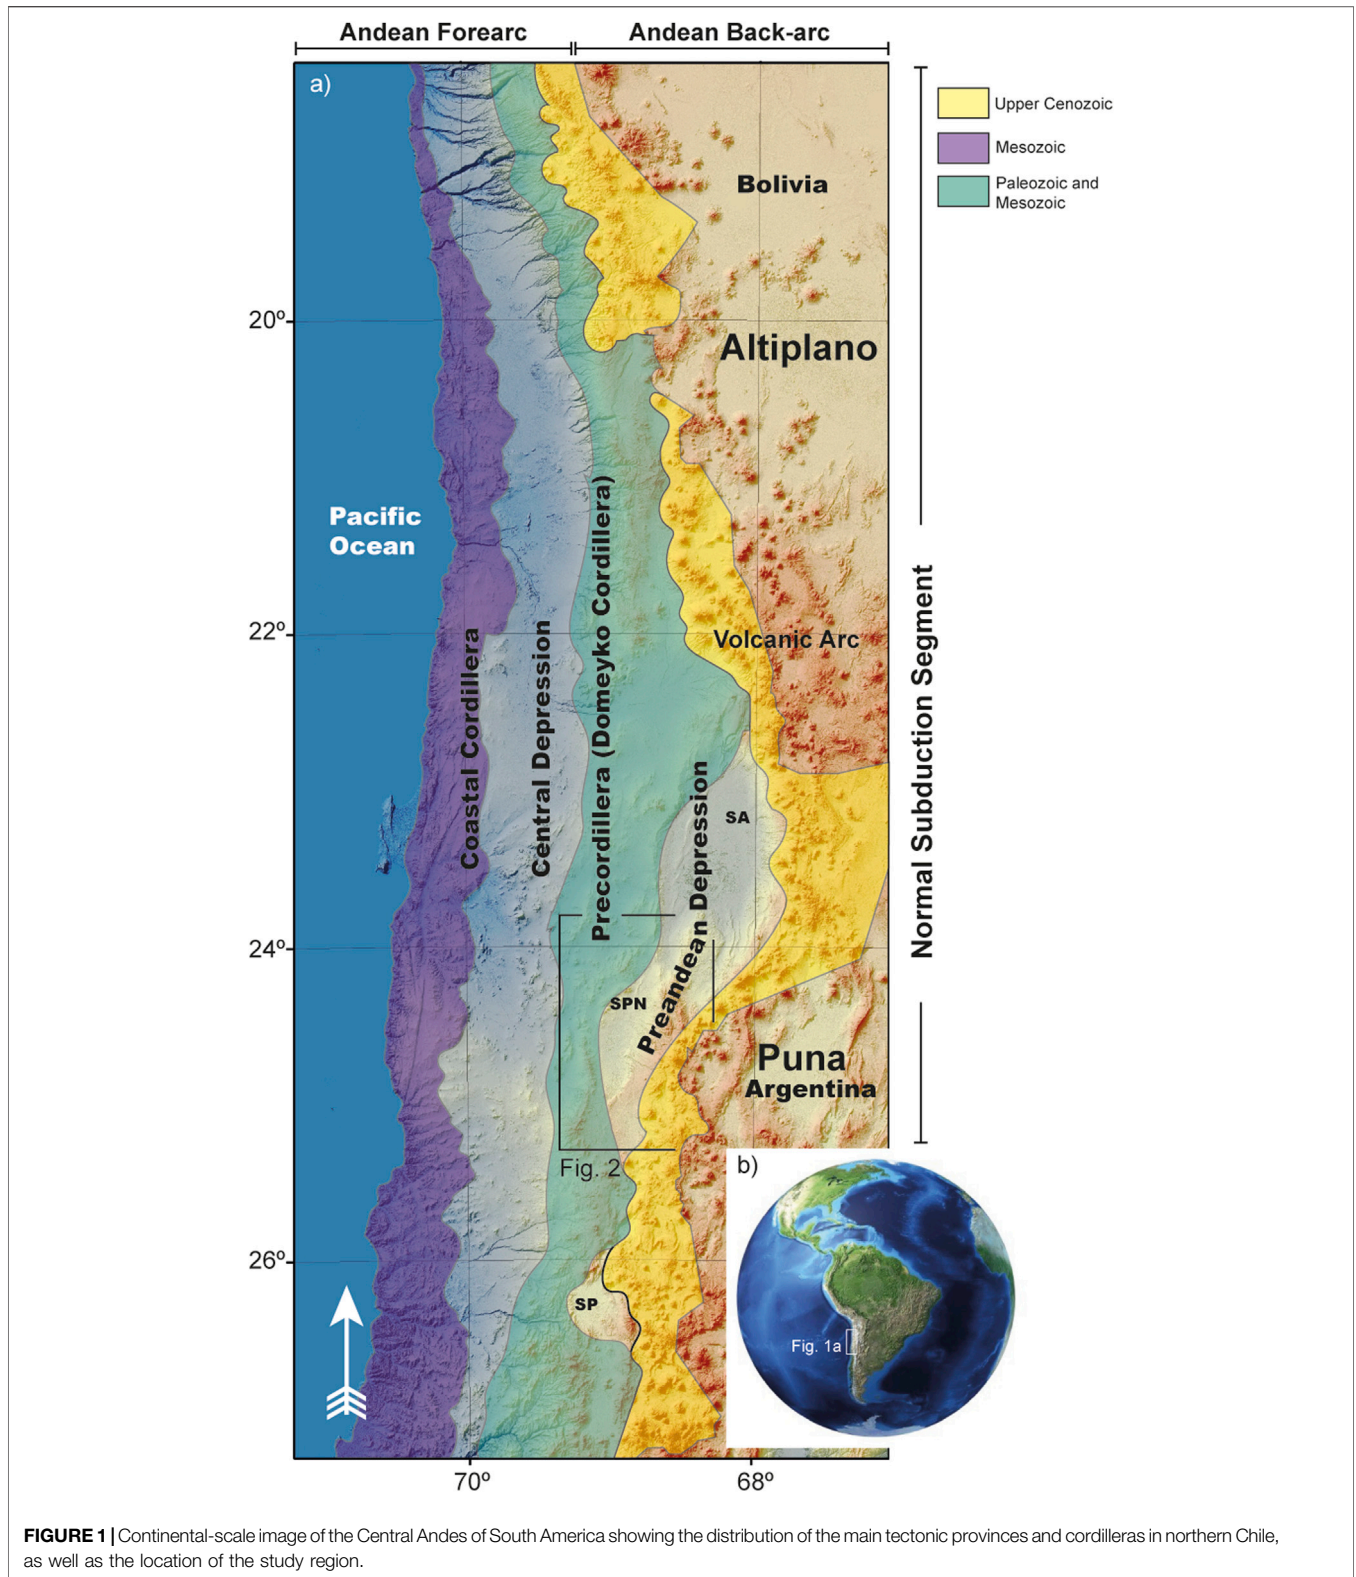 Andean Forearc
Andean Back-arc
a)
Upper Cenozoic
Mesozoic
Paleozoic and
Mesozoic
Bolivia
20º
Altiplano
Pacific
Ocean
22º
Volcanic Arc
Coastal Cordillera
Central Depression
Precordillera (Domeyko Cordillera)
Preandean Depression
Normal Subduction Segment
SA
24º
SPN
Puna
Argentina
Fig. 2
b)
26º
SP
Fig. 1a
70º
68º
FIGURE 1 | Continental-scale image of the Central Andes of South America showing the distribution of the main tectonic provinces and cordilleras in northern Chile,
as well as the location of the study region.